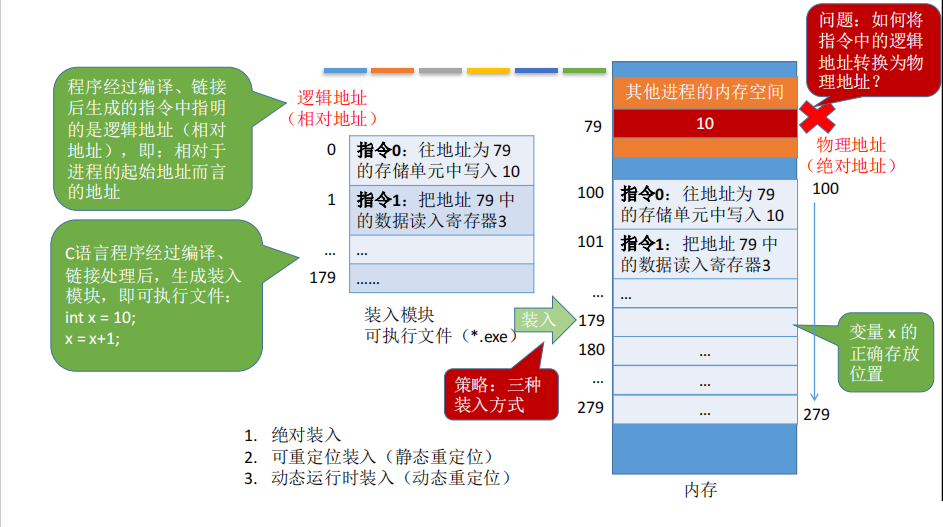 问题：如何将
指令中的逻辑
地址转换为物
理地址？
程序经过编译、链接
后生成的指令中指明
的是逻辑地址（相对
地址），即：相对于
进程的起始地址而言
的地址
C语言程序经过编译、
链接处理后，生成装入
模块，即可执行文件：
int x = 10;
x = x+1;
逻辑地址
（相对地址）
0
指令0：往地址为 79
的存储单元中写入 10
1
指令1：把地址 79 中
的数据读入寄存器3
...
...
179
......
装入模块
可执行文件（*.exe）
装入
策略：三种
装入方式
1. 绝对装入
2. 可重定位装入（静态重定位）
3. 动态运行时装入（动态重定位）
其他进程的内存空间
79
10
100
指令0：往地址为 79
的存储单元中写入 10
101
指令1：把地址 79 中
的数据读入寄存器3
...
...
179
180
...
...
...
279
...
内存
物理地址
（绝对地址）
100
279
变量 x 的
正确存放
位置